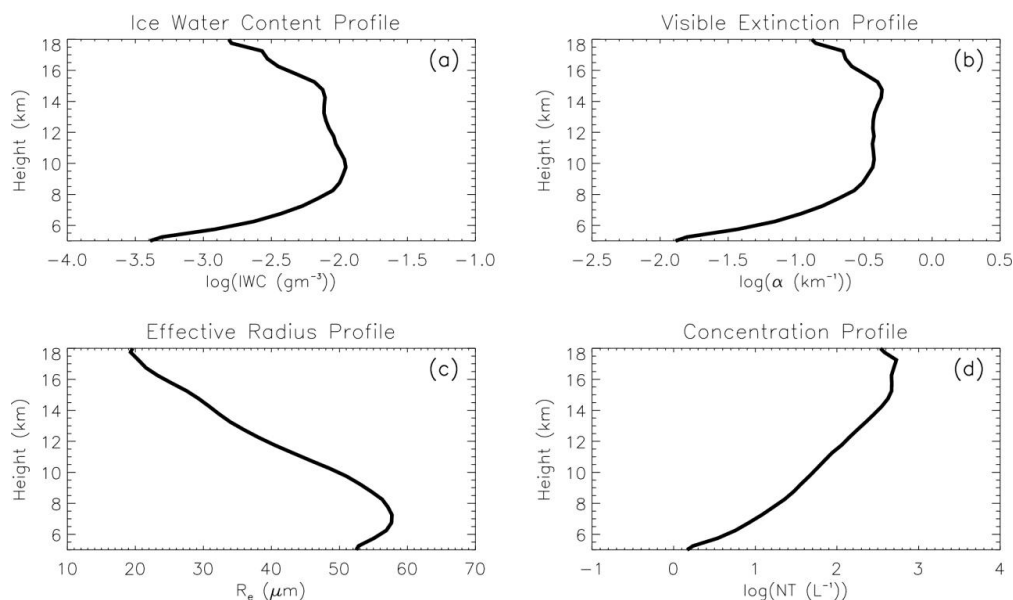 Ice Water Content Profile
(a)
18
16
14
12
10
8
6
Height (km)
−4.0 −3.5 −3.0 −2.5 −2.0 −1.5 −1.0
log(IWC (gm⁻³))
Visible Extinction Profile
(b)
18
16
14
12
10
8
6
Height (km)
−2.5 −2.0 −1.5 −1.0 −0.5 0.0 0.5
log(α (km⁻¹))
Effective Radius Profile
(c)
18
16
14
12
10
8
6
Height (km)
10 20 30 40 50 60 70
Rₑ (μm)
Concentration Profile
(d)
18
16
14
12
10
8
6
Height (km)
−1 0 1 2 3 4
log(NT (L⁻¹))